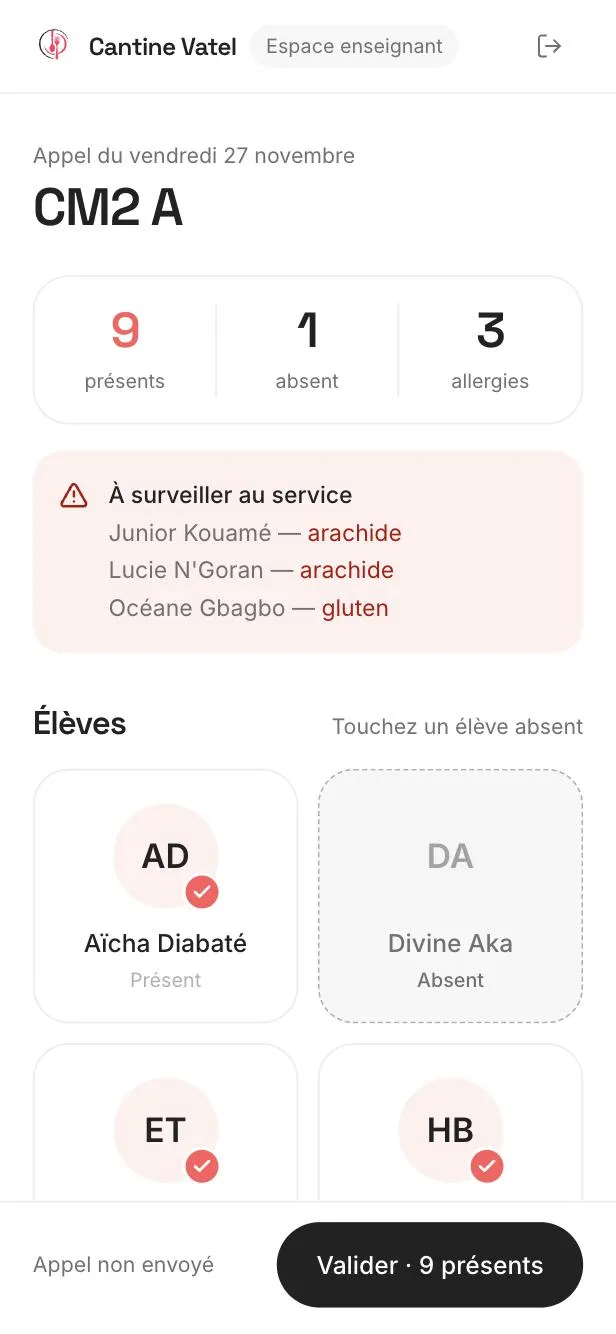 Cantine Vatel
Espace enseignant
Appel du vendredi 27 novembre
CM2 A
9
présents
1
absent
3
allergies
À surveiller au service
Junior Kouamé — arachide
Lucie N'Goran — arachide
Océane Gbagbo — gluten
Élèves
Touchez un élève absent
AD
Aïcha Diabaté
Présent
DA
Divine Aka
Absent
ET
HB
Appel non envoyé
Valider · 9 présents